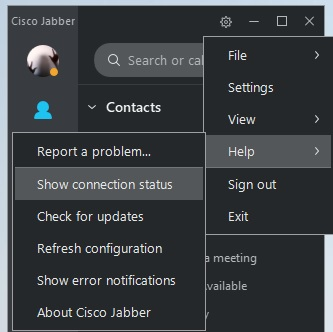 Cisco Jabber
Search or cal
File
Contacts
Settings
View
Report a problem...
Help
Show connection status
Sign out
Check for updates
Exit
Refresh configuration
a meeting
Show error notifications
vailable
About Cisco Jabber